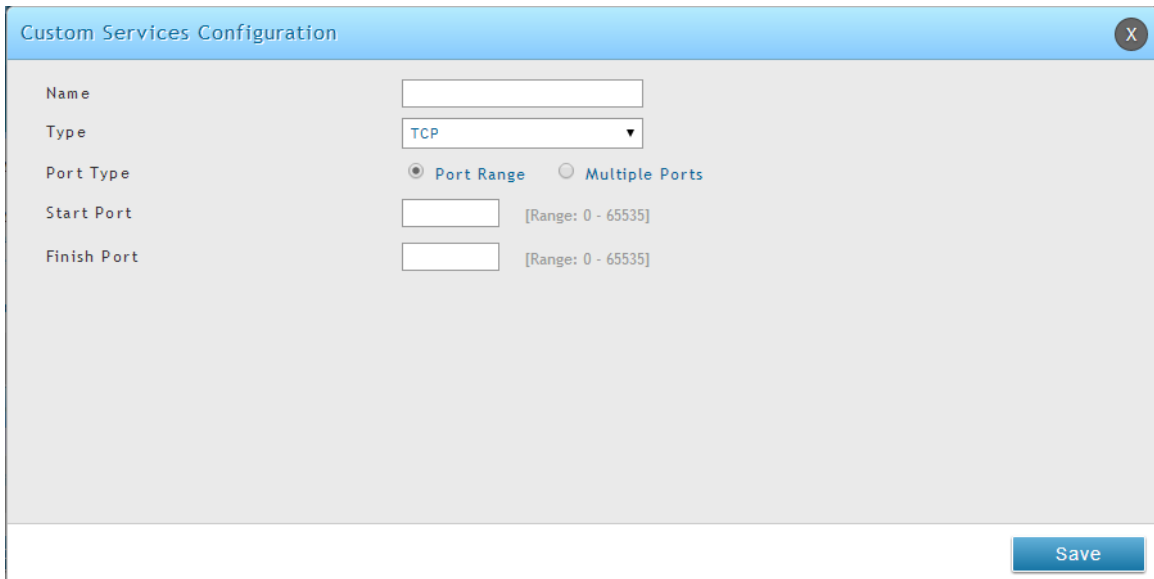 Custom Services Configuration
X
Name
Type
TCP
Port Type
Port Range
Multiple Ports
Start Port
[Range: 0 - 65535]
Finish Port
[Range: 0 - 65535]
Save